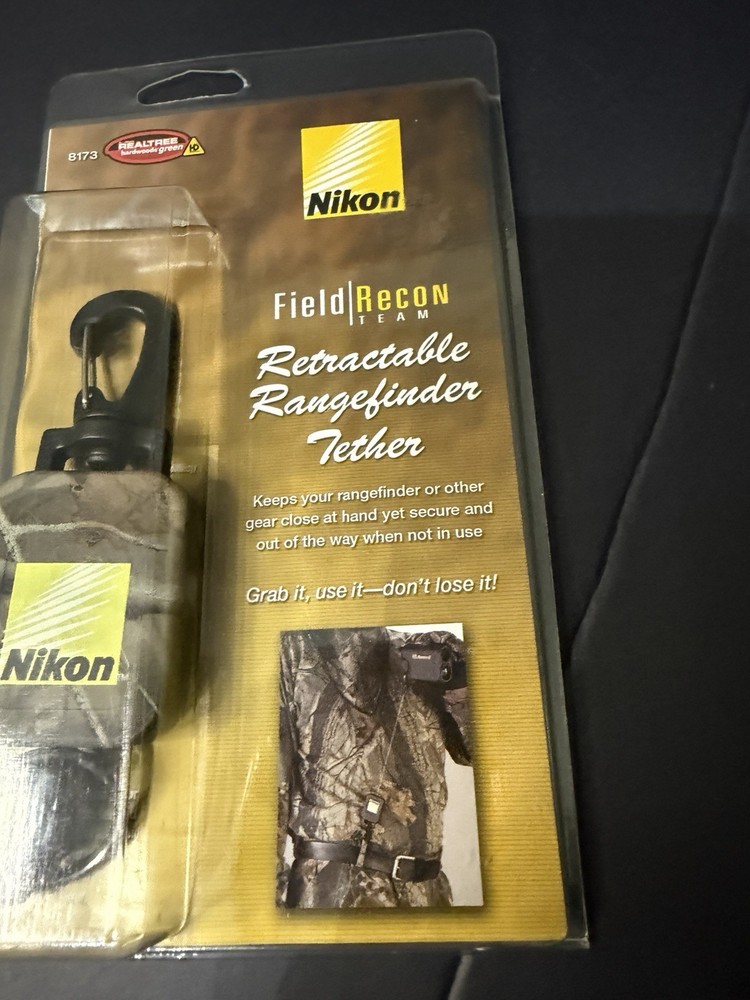 8173
REALTREE
hardwoods green
HD
Nikon
Field|Recon
TEAM
Retractable
Rangefinder
Tether
Keeps your rangefinder or other
gear close at hand yet secure and
out of the way when not in use
Grab it, use it—don't lose it!
Nikon
TM